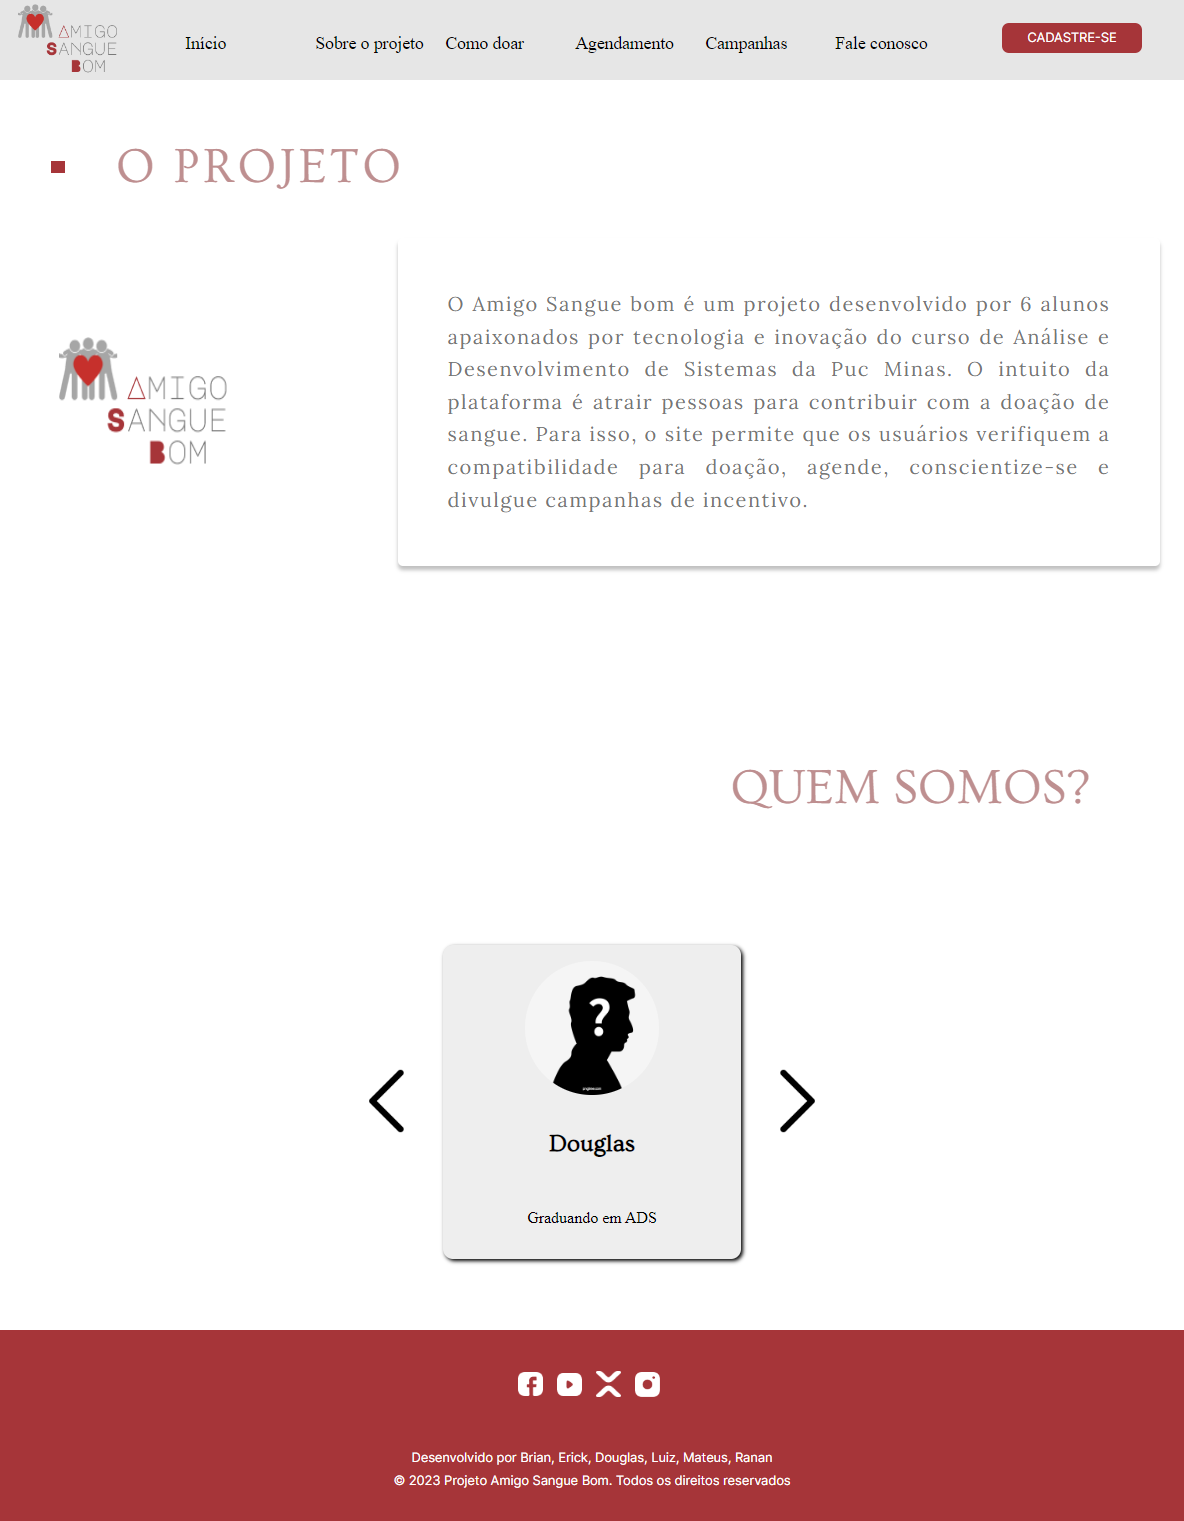 AMIGO
SANGUE
BOM
Início
Sobre o projeto
Como doar
Agendamento
Campanhas
Fale conosco
CADASTRE-SE
O PROJETO
AMIGO
SANGUE
BOM
O Amigo Sangue bom é um projeto desenvolvido por 6 alunos
apaixonados por tecnologia e inovação do curso de Análise e
Desenvolvimento de Sistemas da Puc Minas. O intuito da
plataforma é atrair pessoas para contribuir com a doação de
sangue. Para isso, o site permite que os usuários verifiquem a
compatibilidade para doação, agende, conscientize-se e
divulgue campanhas de incentivo.
QUEM SOMOS?
?
Douglas
Graduando em ADS
Desenvolvido por Brian, Erick, Douglas, Luiz, Mateus, Ranan
© 2023 Projeto Amigo Sangue Bom. Todos os direitos reservados